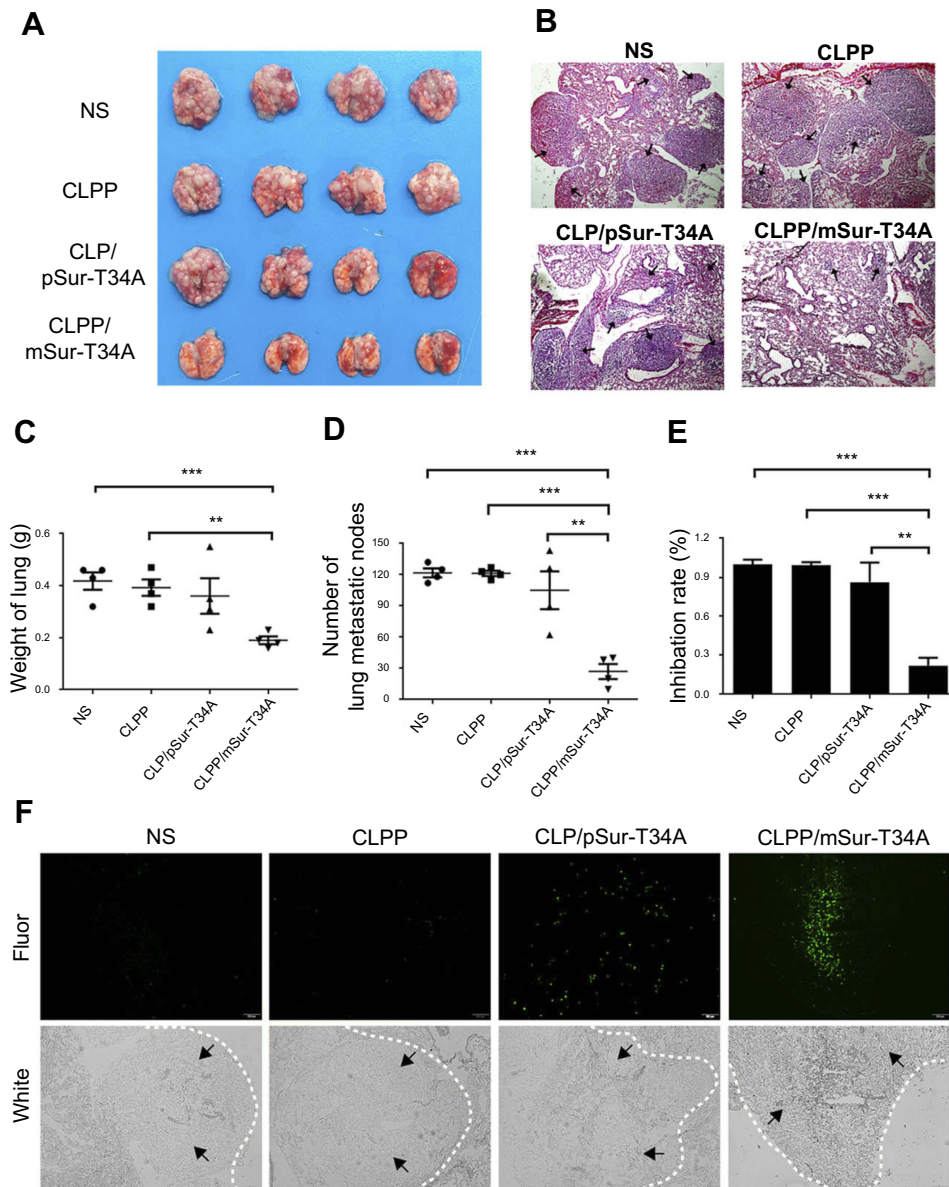 A
NS
CLPP
CLP/
pSur-T34A
CLPP/
mSur-T34A
B
NS
CLPP
CLP/pSur-T34A
CLPP/mSur-T34A
C
***
**
Weight of lung (g)
0.6
0.4
0.2
0.0
NS
CLPP
CLP/pSur-T34A
CLPP/mSur-T34A
D
***
***
**
Number of
lung metastatic nodes
150
120
90
60
30
0
NS
CLPP
CLP/pSur-T34A
CLPP/mSur-T34A
E
***
***
**
Inhibation rate (%)
1.2
0.9
0.6
0.3
0.0
NS
CLPP
CLP/pSur-T34A
CLPP/mSur-T34A
F
NS
CLPP
CLP/pSur-T34A
CLPP/mSur-T34A
Fluor
White